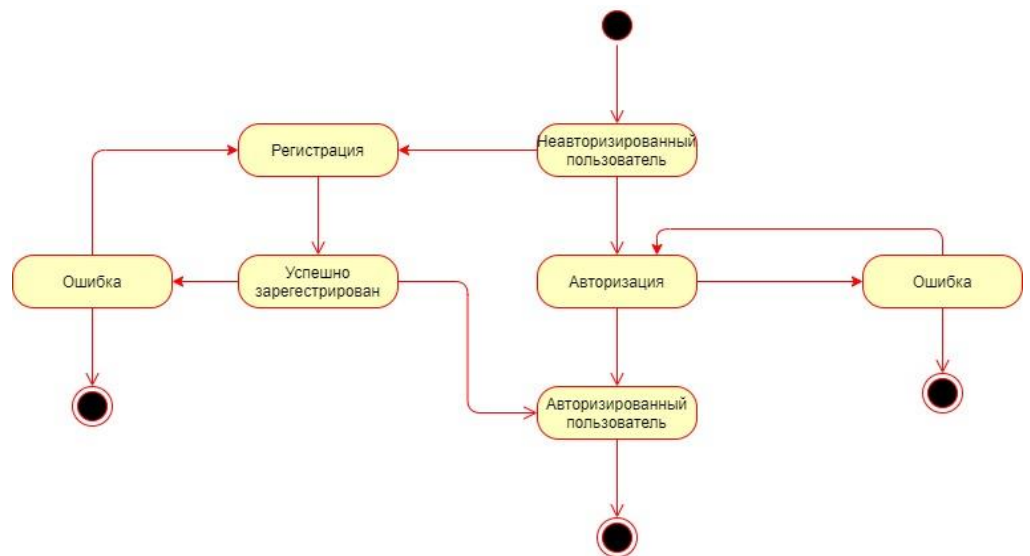 Регистрация
Неавторизированный
пользователь
Ошибка
Успешно
зарегестрирован
Авторизация
Ошибка
Авторизированный
пользователь